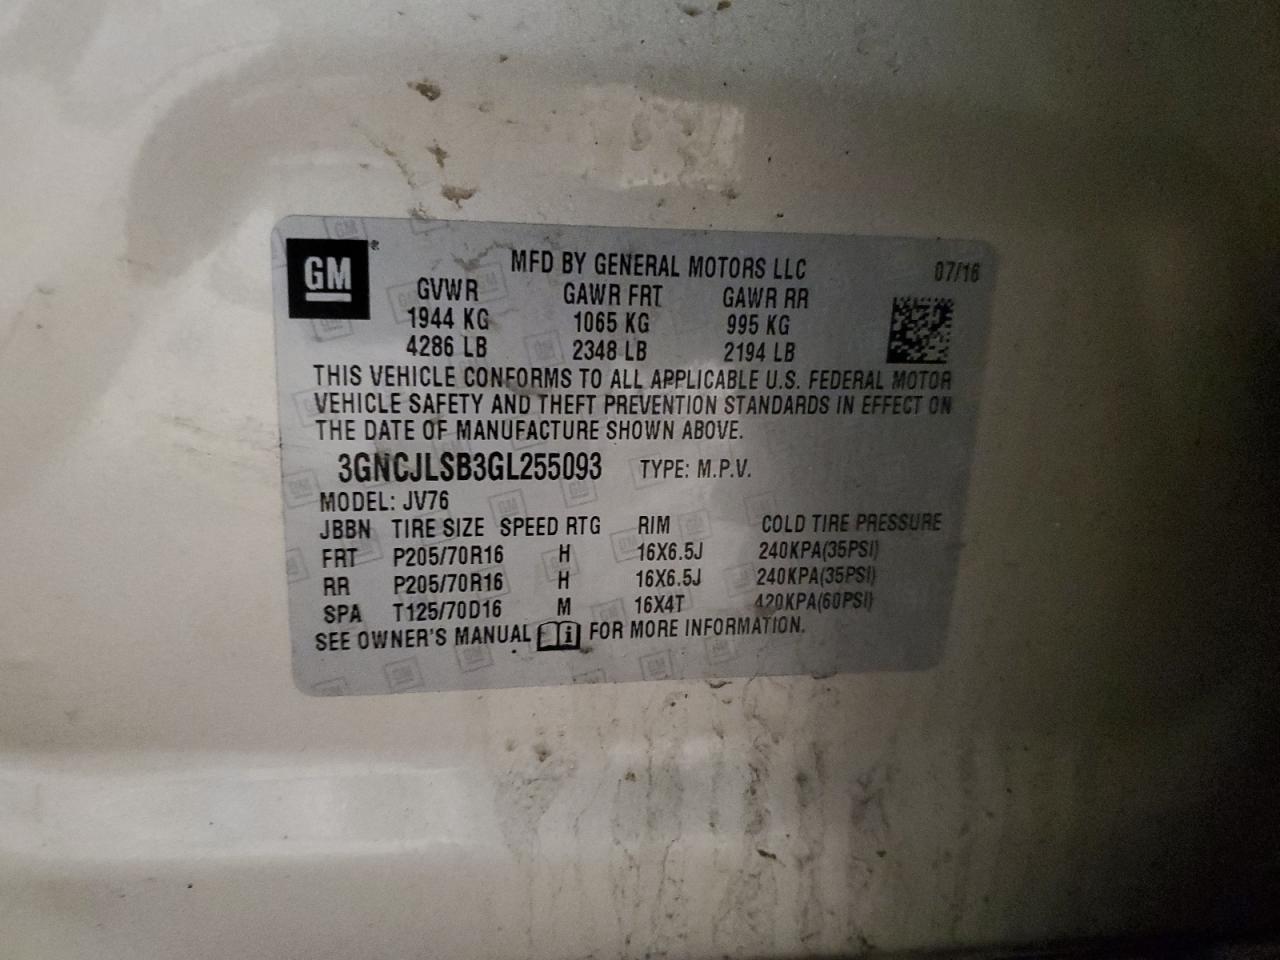 GM
MFD BY GENERAL MOTORS LLC 07/16
GVWR GAWR FRT GAWR RR
1944 KG 1065 KG 995 KG
4286 LB 2348 LB 2194 LB
THIS VEHICLE CONFORMS TO ALL APPLICABLE U.S. FEDERAL MOTOR
VEHICLE SAFETY AND THEFT PREVENTION STANDARDS IN EFFECT ON
THE DATE OF MANUFACTURE SHOWN ABOVE.
3GNCJLSB3GL255093 TYPE: M.P.V.
MODEL: JV76
JBBN TIRE SIZE SPEED RTG RIM COLD TIRE PRESSURE
FRT P205/70R16 H 16X6.5J 240KPA(35PSI)
RR P205/70R16 H 16X6.5J 240KPA(35PSI)
SPA T125/70D16 M 16X4T 420KPA(60PSI)
SEE OWNER'S MANUAL i FOR MORE INFORMATION.